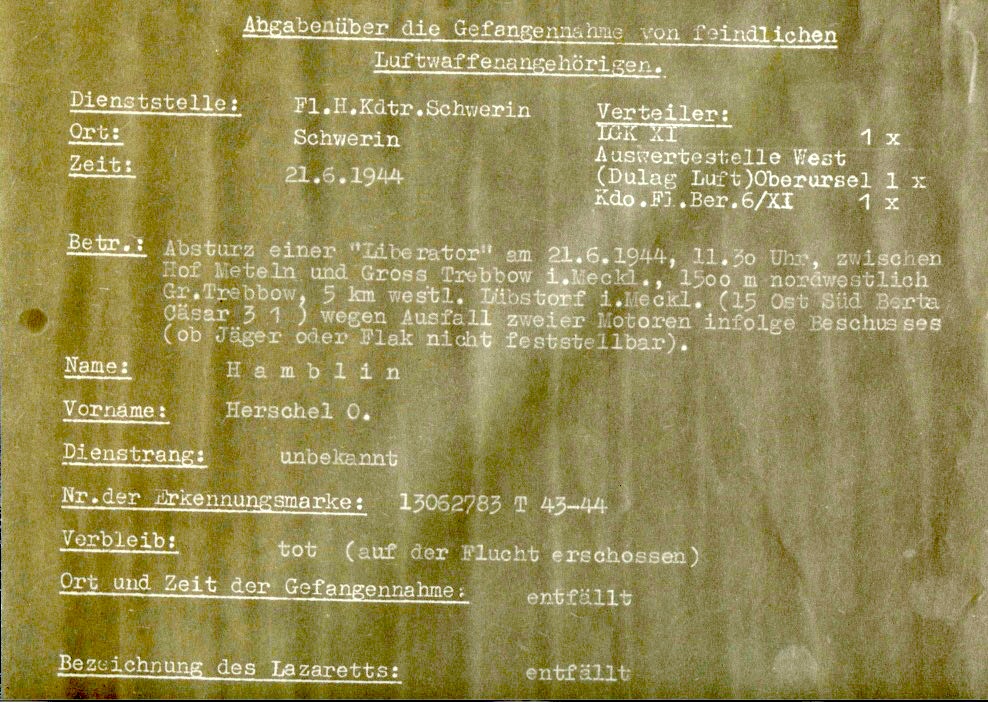 Abgabenüber die Gefangennahme von feindlichen
Luftwaffenangehörigen.
Dienststelle: Fl.H.Kdtr.Schwerin
Ort: Schwerin
Zeit: 21.6.1944
Verteiler:
LGK XI 1 x
Auswertestelle West
(Dulag Luft)Oberursel 1 x
Kdo.Fl.Ber.6/XI 1 x
Betr.: Absturz einer "Liberator" am 21.6.1944, 11.3o Uhr, zwischen
Hof Meteln und Gross Trebbow i.Meckl., 15oo m nordwestlich
Gr.Trebbow, 5 km westl. Lübstorf i.Meckl. (15 Ost Süd Berta
Cäsar 3 1 ) wegen Ausfall zweier Motoren infolge Beschusses
(ob Jäger oder Flak nicht feststellbar).
Name: H a m b l i n
Vorname: Herschel O.
Dienstrang: unbekannt
Nr.der Erkennungsmarke: 13062783 T 43-44
Verbleib: tot (auf der Flucht erschossen)
Ort und Zeit der Gefangennahme: entfällt
Bezeichnung des Lazaretts: entfällt